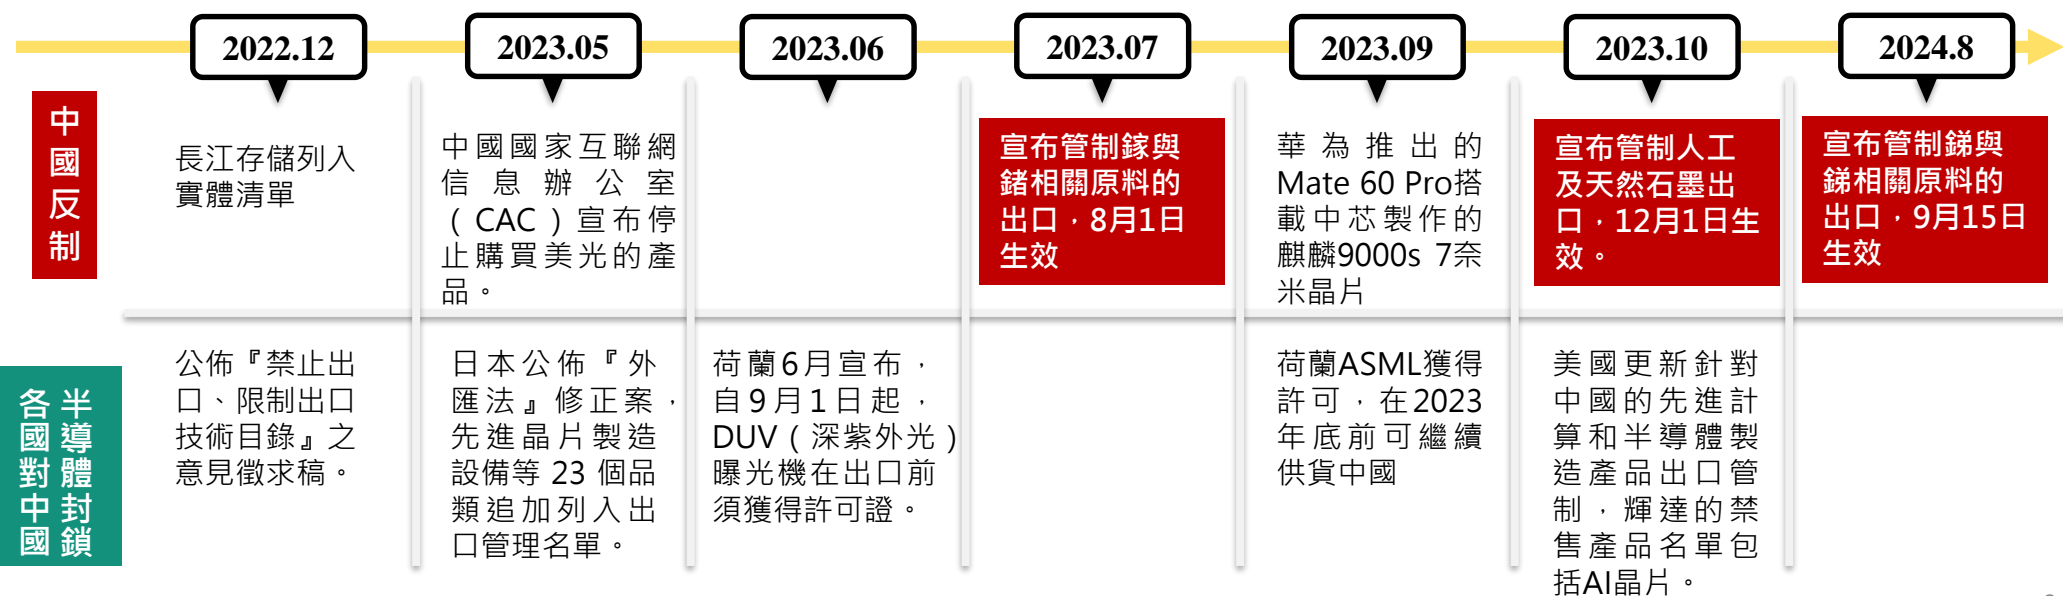 2022.12
2023.05
2023.06
2023.07
2023.09
2023.10
2024.8
中國反制
長江存儲列入
實體清單
中國國家互聯網
信息辦公室
（CAC）宣布停
止購買美光的產
品。
宣布管制鎵與
鍺相關原料的
出口，8月1日
生效
華為推出的
Mate 60 Pro搭
載中芯製作的
麒麟9000s 7奈
米晶片
宣布管制人工
及天然石墨出
口，12月1日生
效。
宣布管制銻與
銻相關原料的
出口，9月15日
生效
各國對中國
半導體封鎖
公佈『禁止出
口、限制出口
技術目錄』之
意見徵求稿。
日本公佈『外
匯法』修正案，
先進晶片製造
設備等 23 個品
類追加列入出
口管理名單。
荷蘭6月宣布，
自9月1日起，
DUV（深紫外光）
曝光機在出口前
須獲得許可證。
荷蘭ASML獲得
許可，在2023
年底前可繼續
供貨中國
美國更新針對
中國的先進計
算和半導體製
造產品出口管
制，輝達的禁
售產品名單包
括AI晶片。